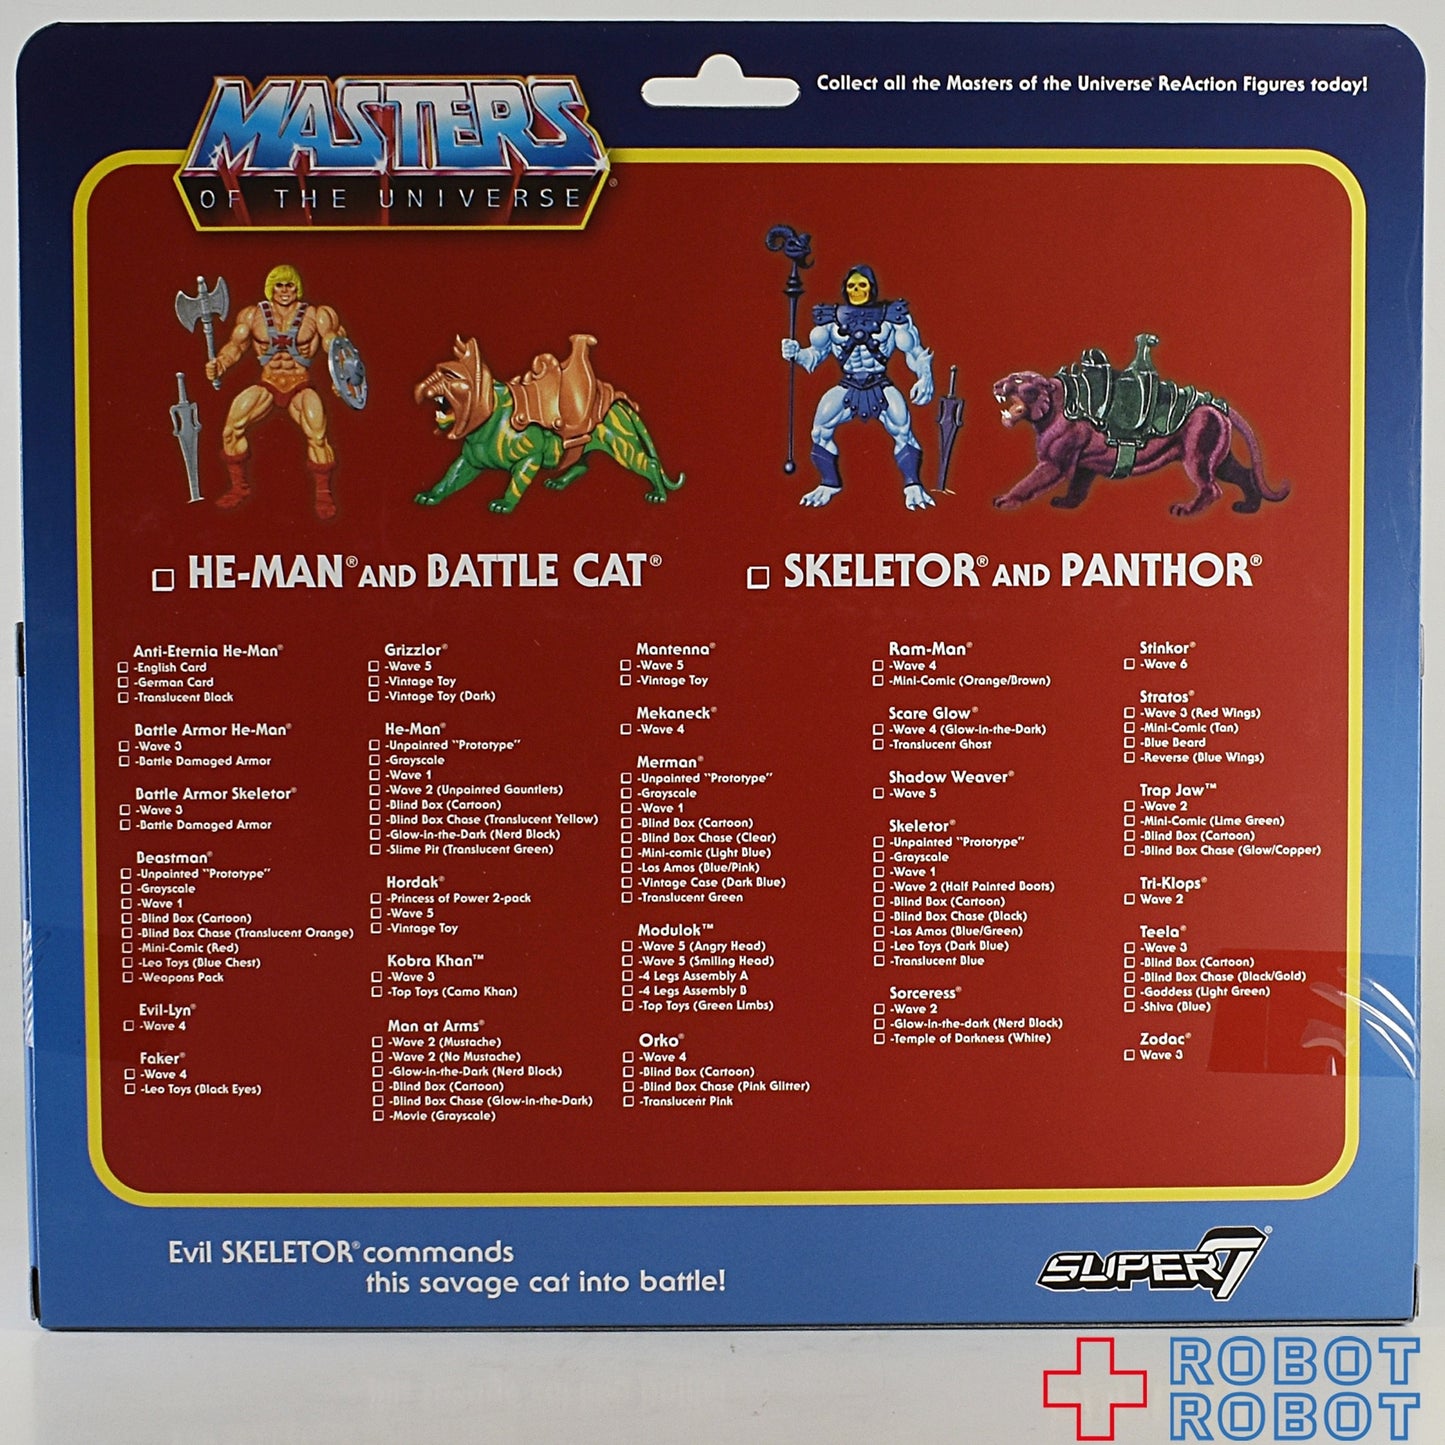 Collect all the Masters of the Universe® ReAction Figures today!
MASTERS
OF THE UNIVERSE®
☐ HE-MAN® AND BATTLE CAT®
☐ SKELETOR® AND PANTHOR®
Anti-Eternia He-Man®
☐ -English Card
☐ -German Card
☐ -Translucent Black
Battle Armor He-Man®
☐ -Wave 3
☐ -Battle Damaged Armor
Battle Armor Skeletor®
☐ -Wave 3
☐ -Battle Damaged Armor
Beastman®
☐ -Unpainted "Prototype"
☐ -Grayscale
☐ -Wave 1
☐ -Blind Box (Cartoon)
☐ -Blind Box Chase (Translucent Orange)
☐ -Mini-Comic (Red)
☐ -Leo Toys (Blue Chest)
☐ -Weapons Pack
Evil-Lyn®
☐ -Wave 4
Faker®
☐ -Wave 4
☐ -Leo Toys (Black Eyes)
Grizzlor®
☐ -Wave 5
☐ -Vintage Toy
☐ -Vintage Toy (Dark)
He-Man®
☐ -Unpainted "Prototype"
☐ -Grayscale
☐ -Wave 1
☐ -Wave 2 (Unpainted Gauntlets)
☐ -Blind Box (Cartoon)
☐ -Blind Box Chase (Translucent Yellow)
☐ -Glow-in-the-Dark (Nerd Block)
☐ -Slime Pit (Translucent Green)
Hordak®
☐ -Princess of Power 2-pack
☐ -Wave 5
☐ -Vintage Toy
Kobra Khan™
☐ -Wave 3
☐ -Top Toys (Camo Khan)
Man at Arms®
☐ -Wave 2 (Mustache)
☐ -Wave 2 (No Mustache)
☐ -Glow-in-the-Dark (Nerd Block)
☐ -Blind Box (Cartoon)
☐ -Blind Box Chase (Glow-in-the-Dark)
☐ -Movie (Grayscale)
Mantenna®
☐ -Wave 5
☐ -Vintage Toy
Mekaneck®
☐ -Wave 4
Merman®
☐ -Unpainted "Prototype"
☐ -Grayscale
☐ -Wave 1
☐ -Blind Box (Cartoon)
☐ -Blind Box Chase (Clear)
☐ -Mini-comic (Light Blue)
☐ -Los Amos (Blue/Pink)
☐ -Vintage Case (Dark Blue)
☐ -Translucent Green
Modulok™
☐ -Wave 5 (Angry Head)
☐ -Wave 5 (Smiling Head)
☐ -4 Legs Assembly A
☐ -4 Legs Assembly B
☐ -Top Toys (Green Limbs)
Orko®
☐ -Wave 4
☐ -Blind Box (Cartoon)
☐ -Blind Box Chase (Pink Glitter)
☐ -Translucent Pink
Ram-Man®
☐ -Wave 4
☐ -Mini-Comic (Orange/Brown)
Scare Glow®
☐ -Wave 4 (Glow-in-the-Dark)
☐ -Translucent Ghost
Shadow Weaver®
☐ -Wave 5
Skeletor®
☐ -Unpainted "Prototype"
☐ -Grayscale
☐ -Wave 1
☐ -Wave 2 (Half Painted Boots)
☐ -Blind Box (Cartoon)
☐ -Blind Box Chase (Black)
☐ -Los Amos (Blue/Green)
☐ -Leo Toys (Dark Blue)
☐ -Translucent Blue
Sorceress®
☐ -Wave 2
☐ -Glow-in-the-dark (Nerd Block)
☐ -Temple of Darkness (White)
Stinkor®
☐ -Wave 6
Stratos®
☐ -Wave 3 (Red Wings)
☐ -Mini-Comic (Tan)
☐ -Blue Beard
☐ -Reverse (Blue Wings)
Trap Jaw™
☐ -Wave 2
☐ -Mini-Comic (Lime Green)
☐ -Blind Box (Cartoon)
☐ -Blind Box Chase (Glow/Copper)
Tri-Klops®
☐ Wave 2
Teela®
☐ -Wave 3
☐ -Blind Box (Cartoon)
☐ -Blind Box Chase (Black/Gold)
☐ -Goddess (Light Green)
☐ -Shiva (Blue)
Zodac®
☐ Wave 3
Evil SKELETOR® commands
this savage cat into battle!
SUPER7®
ROBOT
ROBOT